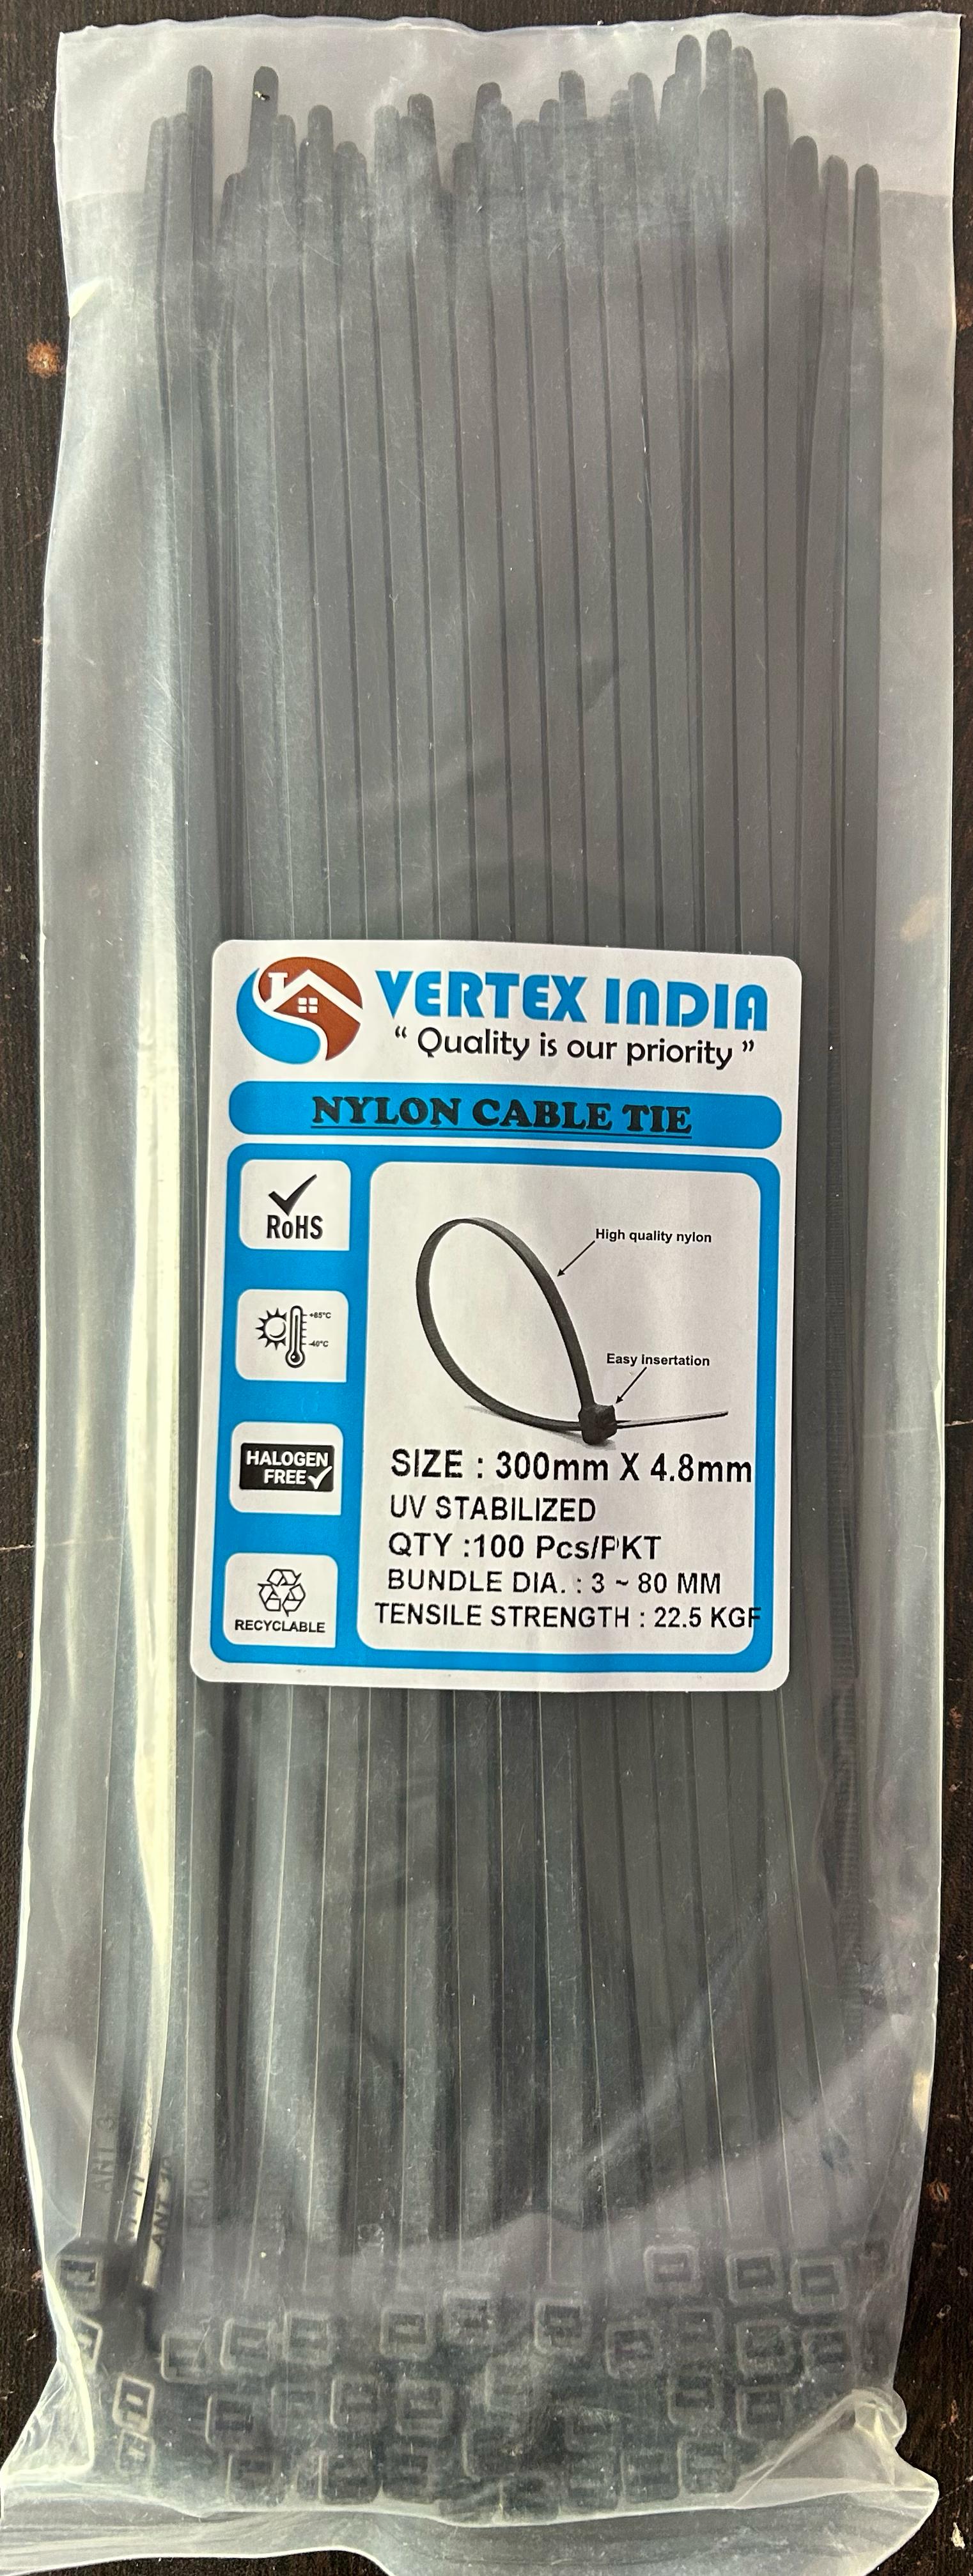 VERTEX INDIA
“ Quality is our priority ”
NYLON CABLE TIE
RoHS
High quality nylon
+85°C
-40°C
Easy Insertation
HALOGEN
FREE
SIZE : 300mm X 4.8mm
UV STABILIZED
QTY :100 Pcs/PKT
BUNDLE DIA. : 3 ~ 80 MM
TENSILE STRENGTH : 22.5 KGF
RECYCLABLE